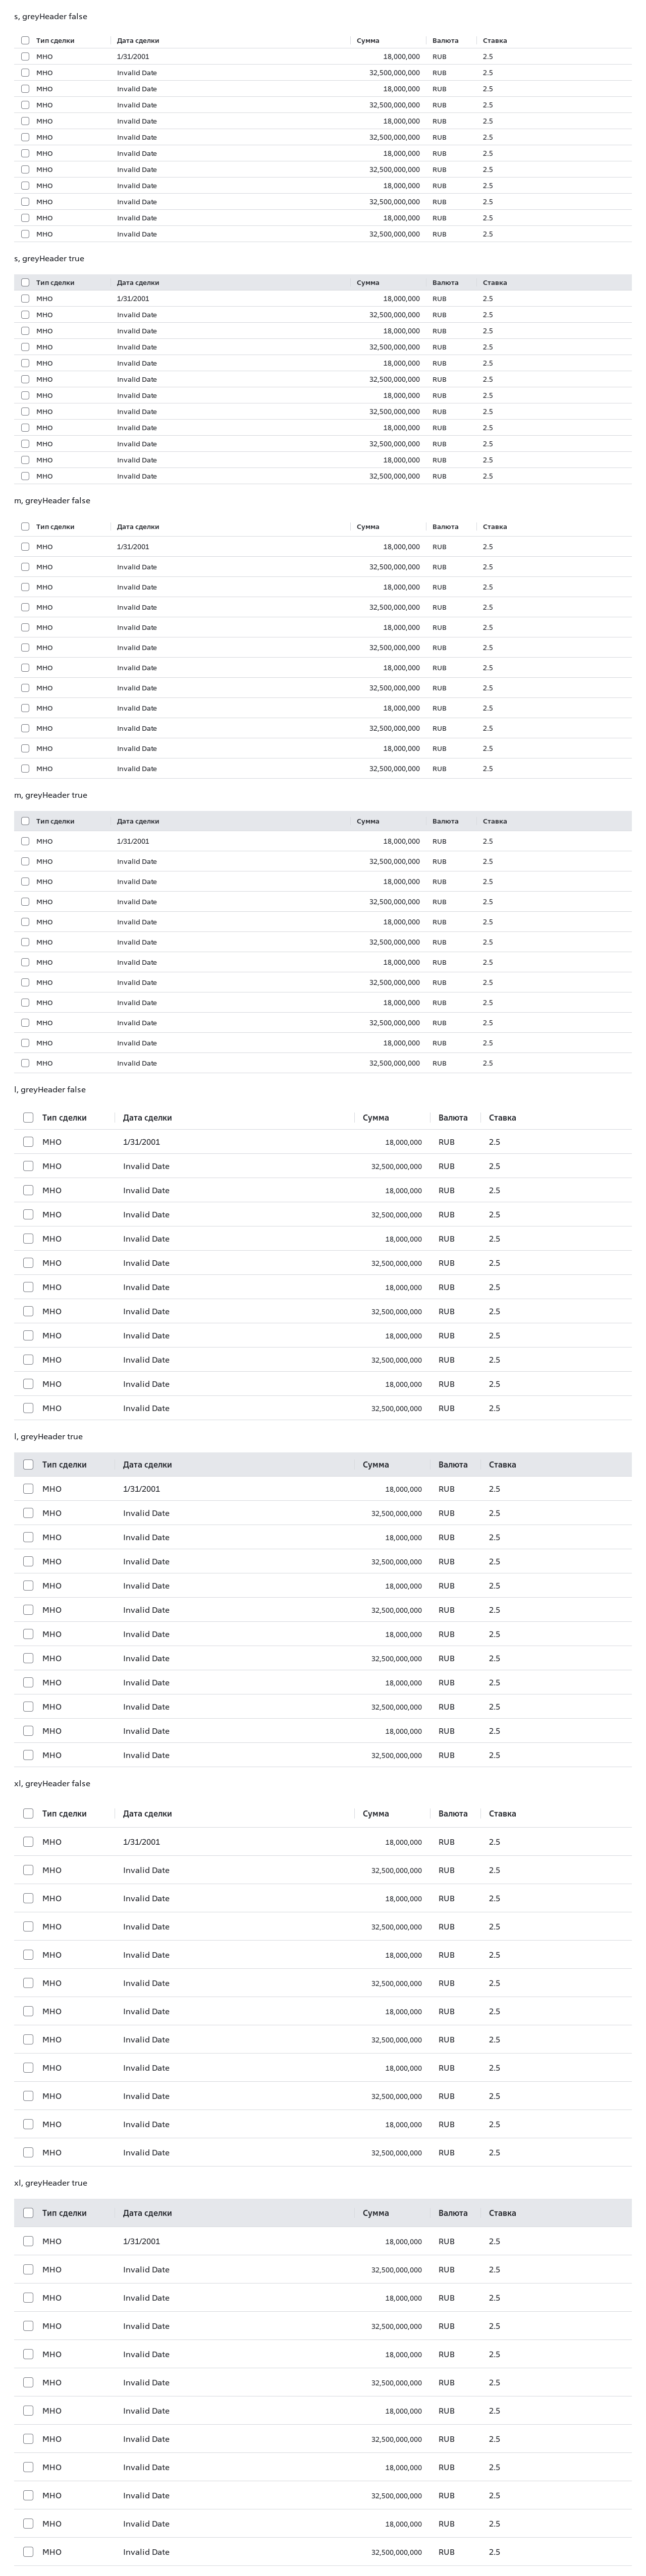 s, greyHeader false
Тип сделки Дата сделки Сумма Валюта Ставка
МНО 1/31/2001 18,000,000 RUB 2.5
МНО Invalid Date 32,500,000,000 RUB 2.5
МНО Invalid Date 18,000,000 RUB 2.5
МНО Invalid Date 32,500,000,000 RUB 2.5
МНО Invalid Date 18,000,000 RUB 2.5
МНО Invalid Date 32,500,000,000 RUB 2.5
МНО Invalid Date 18,000,000 RUB 2.5
МНО Invalid Date 32,500,000,000 RUB 2.5
МНО Invalid Date 18,000,000 RUB 2.5
МНО Invalid Date 32,500,000,000 RUB 2.5
МНО Invalid Date 18,000,000 RUB 2.5
МНО Invalid Date 32,500,000,000 RUB 2.5
s, greyHeader true
Тип сделки Дата сделки Сумма Валюта Ставка
МНО 1/31/2001 18,000,000 RUB 2.5
МНО Invalid Date 32,500,000,000 RUB 2.5
МНО Invalid Date 18,000,000 RUB 2.5
МНО Invalid Date 32,500,000,000 RUB 2.5
МНО Invalid Date 18,000,000 RUB 2.5
МНО Invalid Date 32,500,000,000 RUB 2.5
МНО Invalid Date 18,000,000 RUB 2.5
МНО Invalid Date 32,500,000,000 RUB 2.5
МНО Invalid Date 18,000,000 RUB 2.5
МНО Invalid Date 32,500,000,000 RUB 2.5
МНО Invalid Date 18,000,000 RUB 2.5
МНО Invalid Date 32,500,000,000 RUB 2.5
m, greyHeader false
Тип сделки Дата сделки Сумма Валюта Ставка
МНО 1/31/2001 18,000,000 RUB 2.5
МНО Invalid Date 32,500,000,000 RUB 2.5
МНО Invalid Date 18,000,000 RUB 2.5
МНО Invalid Date 32,500,000,000 RUB 2.5
МНО Invalid Date 18,000,000 RUB 2.5
МНО Invalid Date 32,500,000,000 RUB 2.5
МНО Invalid Date 18,000,000 RUB 2.5
МНО Invalid Date 32,500,000,000 RUB 2.5
МНО Invalid Date 18,000,000 RUB 2.5
МНО Invalid Date 32,500,000,000 RUB 2.5
МНО Invalid Date 18,000,000 RUB 2.5
МНО Invalid Date 32,500,000,000 RUB 2.5
m, greyHeader true
Тип сделки Дата сделки Сумма Валюта Ставка
МНО 1/31/2001 18,000,000 RUB 2.5
МНО Invalid Date 32,500,000,000 RUB 2.5
МНО Invalid Date 18,000,000 RUB 2.5
МНО Invalid Date 32,500,000,000 RUB 2.5
МНО Invalid Date 18,000,000 RUB 2.5
МНО Invalid Date 32,500,000,000 RUB 2.5
МНО Invalid Date 18,000,000 RUB 2.5
МНО Invalid Date 32,500,000,000 RUB 2.5
МНО Invalid Date 18,000,000 RUB 2.5
МНО Invalid Date 32,500,000,000 RUB 2.5
МНО Invalid Date 18,000,000 RUB 2.5
МНО Invalid Date 32,500,000,000 RUB 2.5
l, greyHeader false
Тип сделки Дата сделки Сумма Валюта Ставка
МНО 1/31/2001 18,000,000 RUB 2.5
МНО Invalid Date 32,500,000,000 RUB 2.5
МНО Invalid Date 18,000,000 RUB 2.5
МНО Invalid Date 32,500,000,000 RUB 2.5
МНО Invalid Date 18,000,000 RUB 2.5
МНО Invalid Date 32,500,000,000 RUB 2.5
МНО Invalid Date 18,000,000 RUB 2.5
МНО Invalid Date 32,500,000,000 RUB 2.5
МНО Invalid Date 18,000,000 RUB 2.5
МНО Invalid Date 32,500,000,000 RUB 2.5
МНО Invalid Date 18,000,000 RUB 2.5
МНО Invalid Date 32,500,000,000 RUB 2.5
l, greyHeader true
Тип сделки Дата сделки Сумма Валюта Ставка
МНО 1/31/2001 18,000,000 RUB 2.5
МНО Invalid Date 32,500,000,000 RUB 2.5
МНО Invalid Date 18,000,000 RUB 2.5
МНО Invalid Date 32,500,000,000 RUB 2.5
МНО Invalid Date 18,000,000 RUB 2.5
МНО Invalid Date 32,500,000,000 RUB 2.5
МНО Invalid Date 18,000,000 RUB 2.5
МНО Invalid Date 32,500,000,000 RUB 2.5
МНО Invalid Date 18,000,000 RUB 2.5
МНО Invalid Date 32,500,000,000 RUB 2.5
МНО Invalid Date 18,000,000 RUB 2.5
МНО Invalid Date 32,500,000,000 RUB 2.5
xl, greyHeader false
Тип сделки Дата сделки Сумма Валюта Ставка
МНО 1/31/2001 18,000,000 RUB 2.5
МНО Invalid Date 32,500,000,000 RUB 2.5
МНО Invalid Date 18,000,000 RUB 2.5
МНО Invalid Date 32,500,000,000 RUB 2.5
МНО Invalid Date 18,000,000 RUB 2.5
МНО Invalid Date 32,500,000,000 RUB 2.5
МНО Invalid Date 18,000,000 RUB 2.5
МНО Invalid Date 32,500,000,000 RUB 2.5
МНО Invalid Date 18,000,000 RUB 2.5
МНО Invalid Date 32,500,000,000 RUB 2.5
МНО Invalid Date 18,000,000 RUB 2.5
МНО Invalid Date 32,500,000,000 RUB 2.5
xl, greyHeader true
Тип сделки Дата сделки Сумма Валюта Ставка
МНО 1/31/2001 18,000,000 RUB 2.5
МНО Invalid Date 32,500,000,000 RUB 2.5
МНО Invalid Date 18,000,000 RUB 2.5
МНО Invalid Date 32,500,000,000 RUB 2.5
МНО Invalid Date 18,000,000 RUB 2.5
МНО Invalid Date 32,500,000,000 RUB 2.5
МНО Invalid Date 18,000,000 RUB 2.5
МНО Invalid Date 32,500,000,000 RUB 2.5
МНО Invalid Date 18,000,000 RUB 2.5
МНО Invalid Date 32,500,000,000 RUB 2.5
МНО Invalid Date 18,000,000 RUB 2.5
МНО Invalid Date 32,500,000,000 RUB 2.5